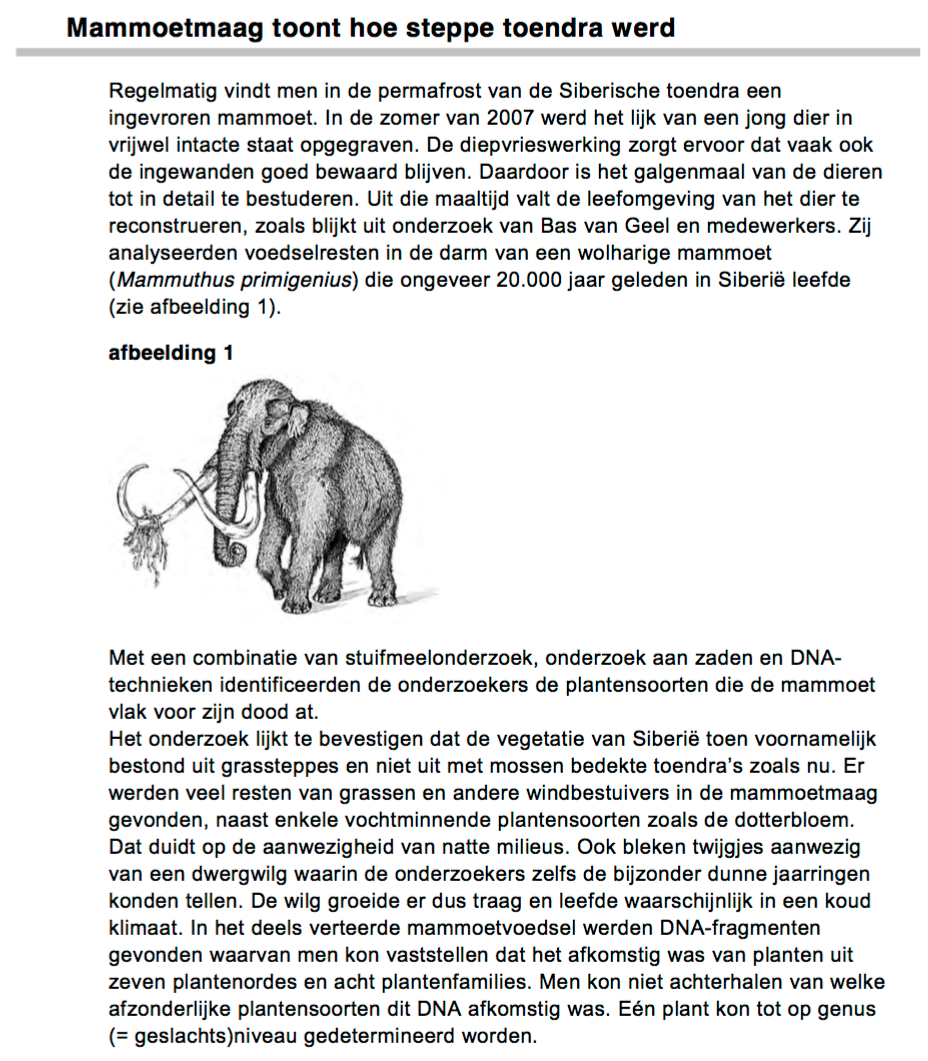 Mammoetmaag toont hoe steppe toendra werd
Regelmatig vindt men in de permafrost van de Siberische toendra een
ingevroren mammoet. In de zomer van 2007 werd het lijk van een jong dier in
vrijwel intacte staat opgegraven. De diepvrieswerking zorgt ervoor dat vaak ook
de ingewanden goed bewaard blijven. Daardoor is het galgenmaal van de dieren
tot in detail te bestuderen. Uit die maaltijd valt de leefomgeving van het dier te
reconstrueren, zoals blijkt uit onderzoek van Bas van Geel en medewerkers. Zij
analyseerden voedselresten in de darm van een wolharige mammoet
(Mammuthus primigenius) die ongeveer 20.000 jaar geleden in Siberië leefde
(zie afbeelding 1).
afbeelding 1
Met een combinatie van stuifmeelonderzoek, onderzoek aan zaden en DNA-
technieken identificeerden de onderzoekers de plantensoorten die de mammoet
vlak voor zijn dood at.
Het onderzoek lijkt te bevestigen dat de vegetatie van Siberië toen voornamelijk
bestond uit grassteppes en niet uit met mossen bedekte toendra's zoals nu. Er
werden veel resten van grassen en andere windbestuivers in de mammoetmaag
gevonden, naast enkele vochtminnende plantensoorten zoals de dotterbloem.
Dat duidt op de aanwezigheid van natte milieus. Ook bleken twijgjes aanwezig
van een dwergwilg waarin de onderzoekers zelfs de bijzonder dunne jaarringen
konden tellen. De wilg groeide er dus traag en leefde waarschijnlijk in een koud
klimaat. In het deels verteerde mammoetvoedsel werden DNA-fragmenten
gevonden waarvan men kon vaststellen dat het afkomstig was van planten uit
zeven plantenordes en acht plantenfamilies. Men kon niet achterhalen van welke
afzonderlijke plantensoorten dit DNA afkomstig was. Eén plant kon tot op genus
(= geslachts)niveau gedetermineerd worden.